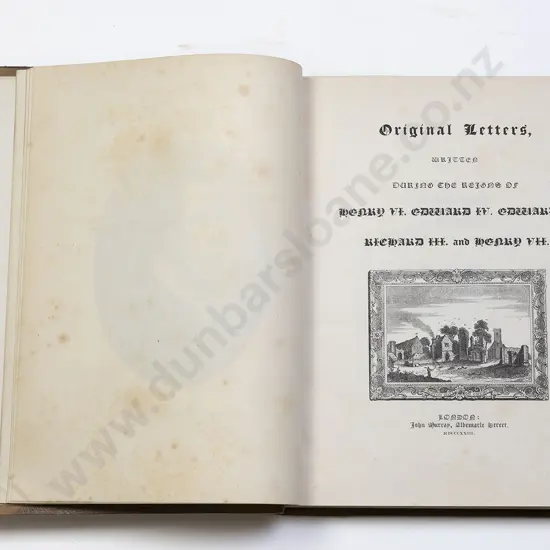 Original Letters,
WRITTEN
DURING THE REIGNS OF
HENRY VI. EDWARD IV. EDWARD
RICHARD III. and HENRY VII.
LONDON:
John Murray, Albemarle Street.
www.dunbarsloane.co.nz